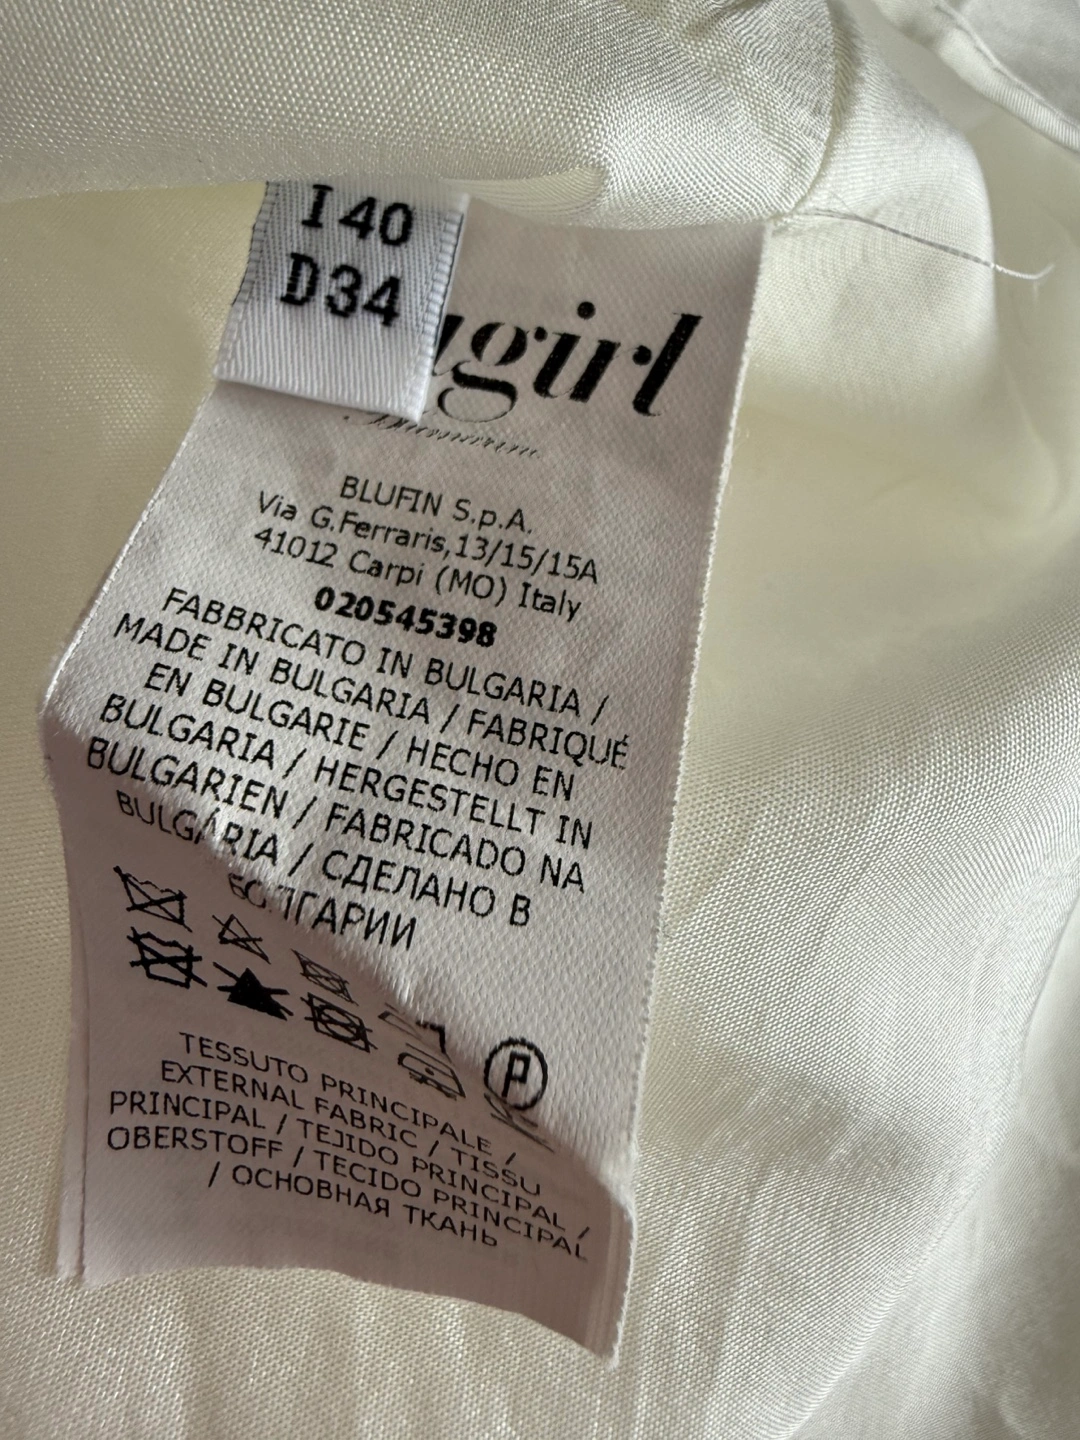 I 40
D34
girl
Blumarine
BLUFIN S.p.A.
Via G.Ferraris,13/15/15A
41012 Carpi (MO) Italy
020545398
FABBRICATO IN BULGARIA /
MADE IN BULGARIA / FABRIQUÉ
EN BULGARIE / HECHO EN
BULGARIA / HERGESTELLT IN
BULGARIEN / FABRICADO NA
BULGÁRIA / СДЕЛАНО В
БОЛГАРИИ
P
TESSUTO PRINCIPALE /
EXTERNAL FABRIC / TISSU
PRINCIPAL / TEJIDO PRINCIPAL /
OBERSTOFF / TECIDO PRINCIPAL
/ ОСНОВНАЯ ТКАНЬ